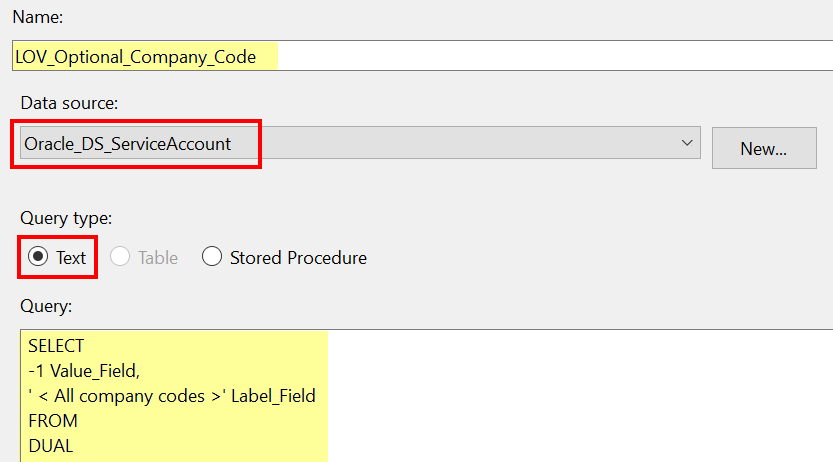 Name:
LOV_Optional_Company_Code
Data source:
Oracle_DS_ServiceAccount
New...
Query type:
Text
Table
Stored Procedure
Query:
SELECT
-1 Value_Field,
' < All company codes >' Label_Field
FROM
DUAL